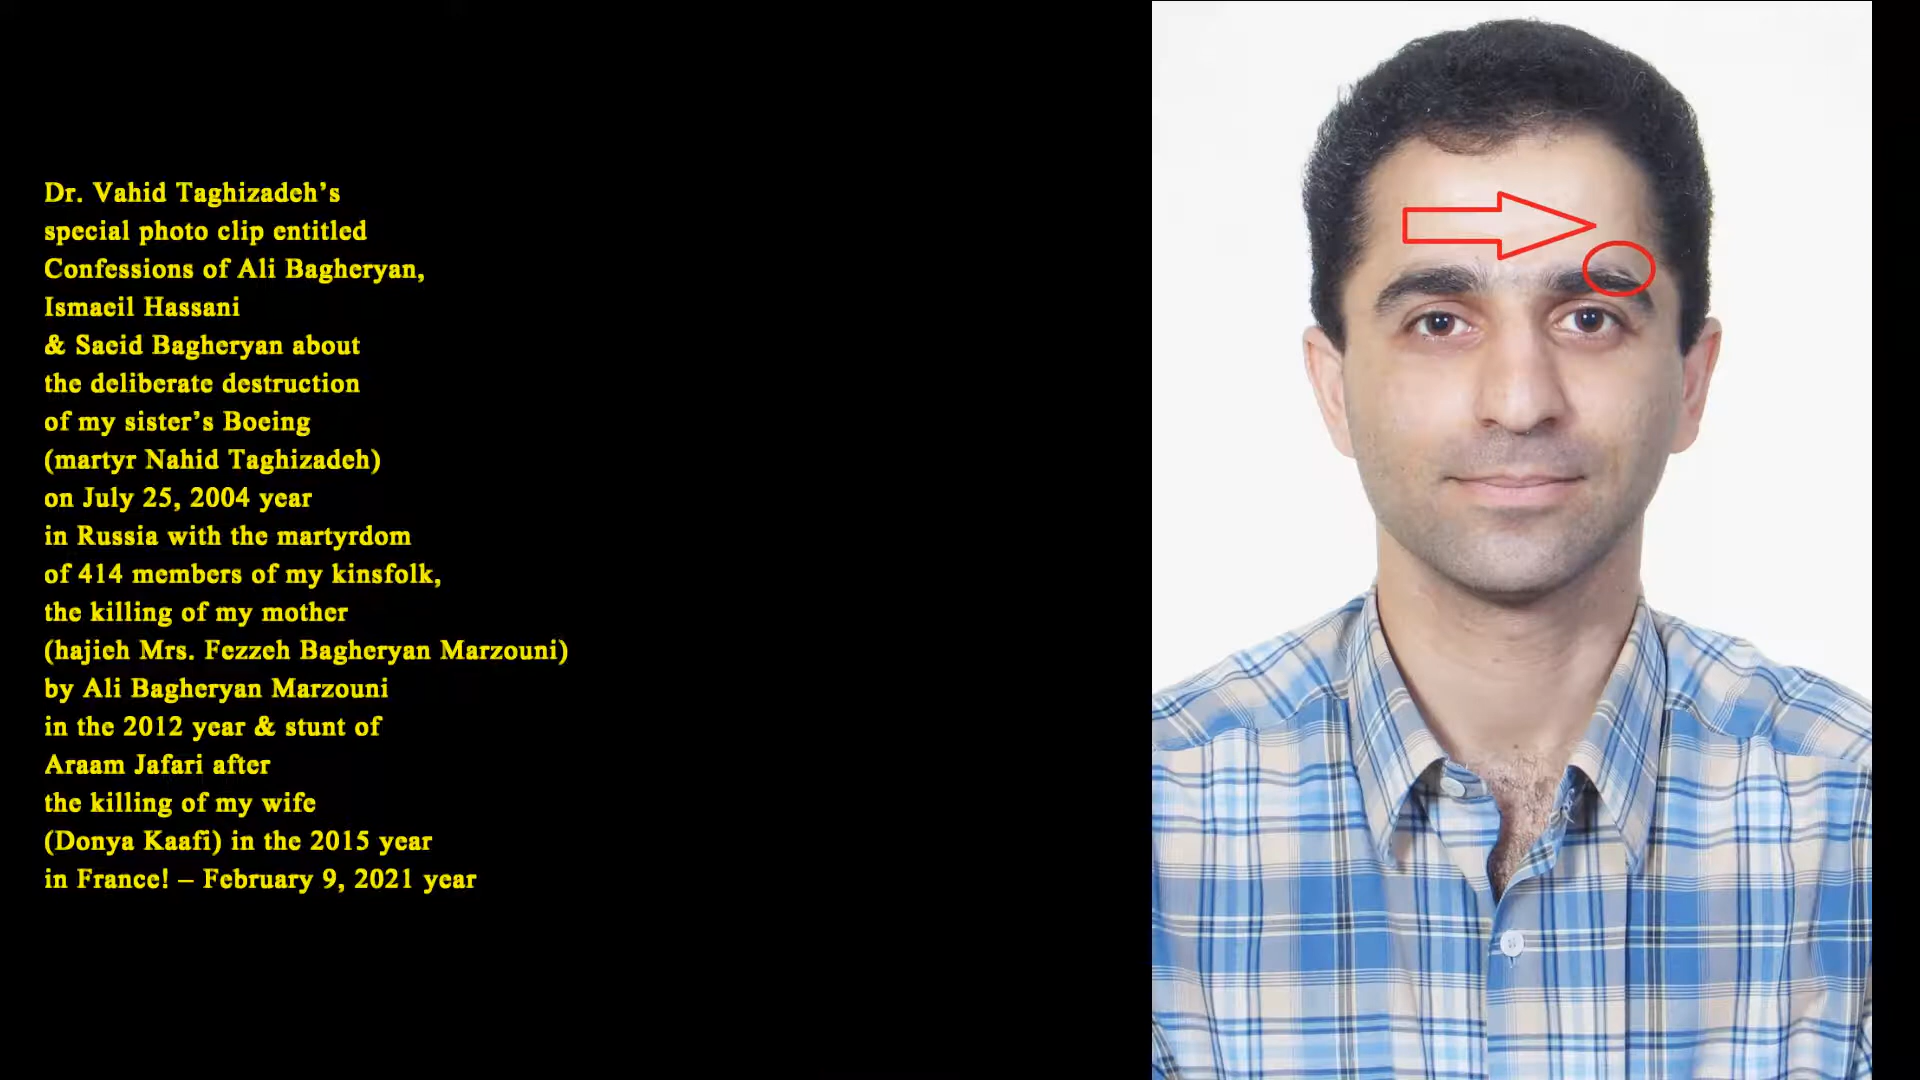 Dr. Vahid Taghizadeh’s
special photo clip entitled
Confessions of Ali Bagheryan,
Ismaeil Hassani
& Saeid Bagheryan about
the deliberate destruction
of my sister’s Boeing
(martyr Nahid Taghizadeh)
on July 25, 2004 year
in Russia with the martyrdom
of 414 members of my kinsfolk,
the killing of my mother
(hajieh Mrs. Fezzeh Bagheryan Marzouni)
by Ali Bagheryan Marzouni
in the 2012 year & stunt of
Araam Jafari after
the killing of my wife
(Donya Kaafi) in the 2015 year
in France! – February 9, 2021 year